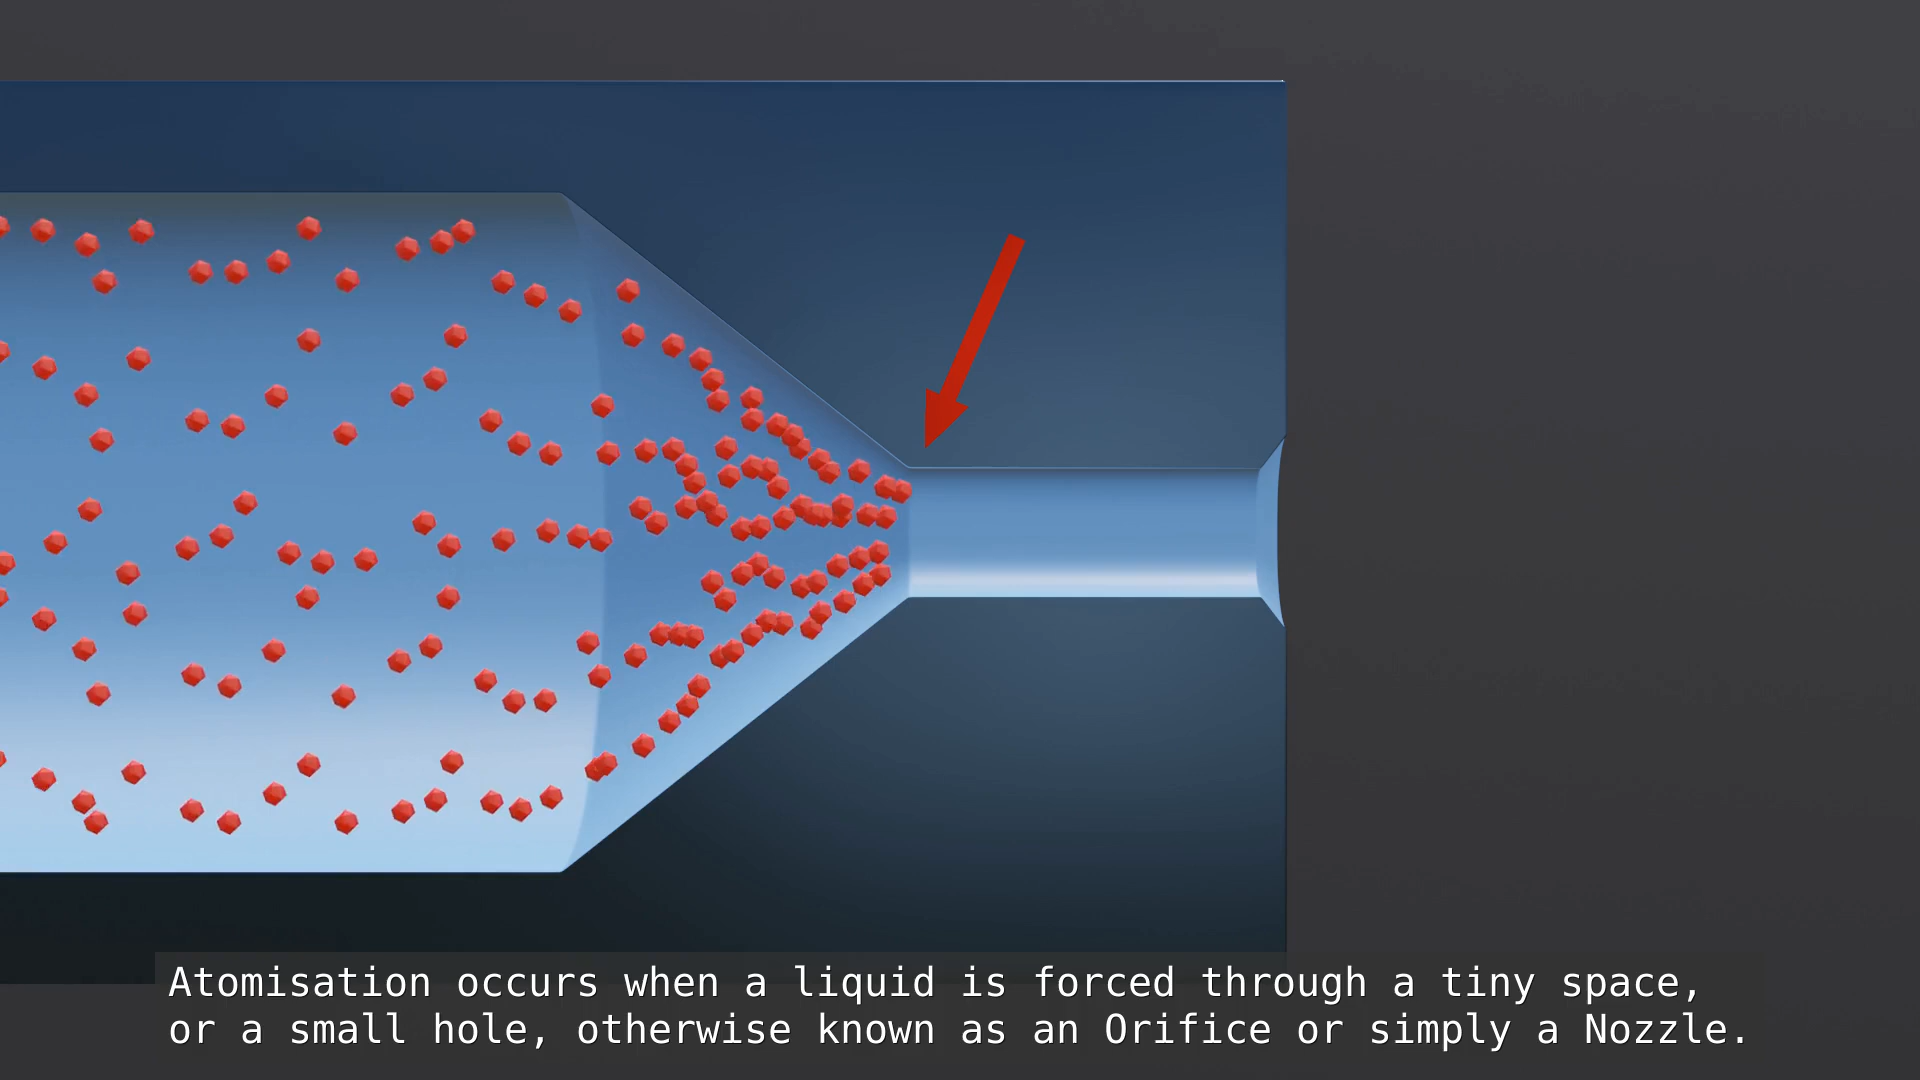 Atomisation occurs when a liquid is forced through a tiny space,
or a small hole, otherwise known as an Orifice or simply a Nozzle.